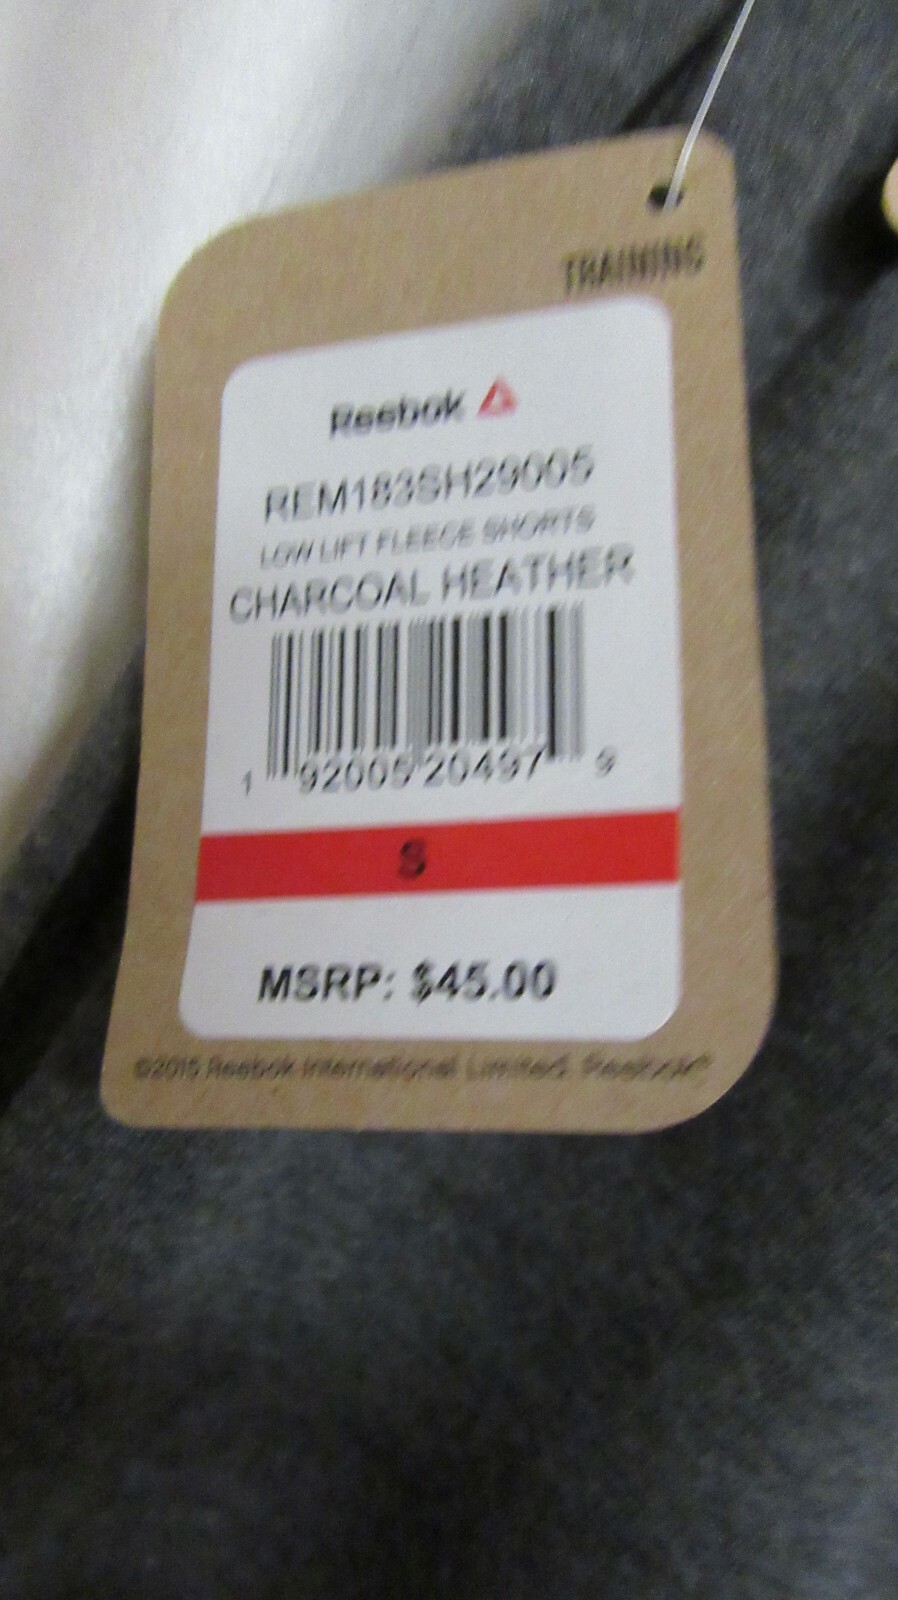 TRAINING
Reebok
REM183SH29005
LOW LIFT FLEECE SHORTS
CHARCOAL HEATHER
1 92005 20497 9
S
MSRP: $45.00
©2015 Reebok International Limited. Reebok®